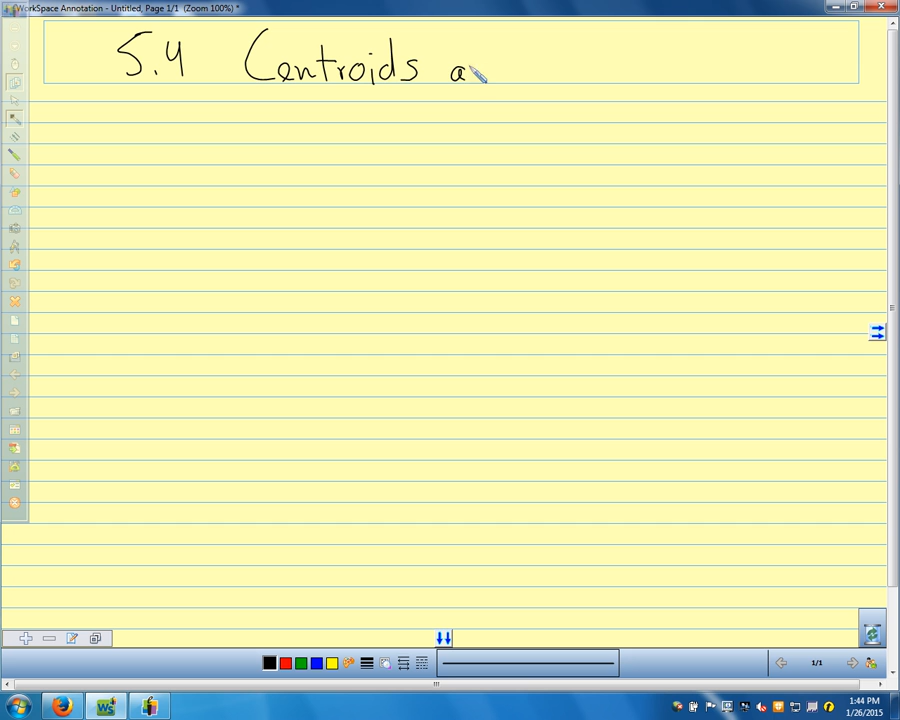 WorkSpace Annotation - Untitled, Page 1/1 (Zoom 100%) *
5.4 Centroids a
1/1
1:44 PM
1/26/2015